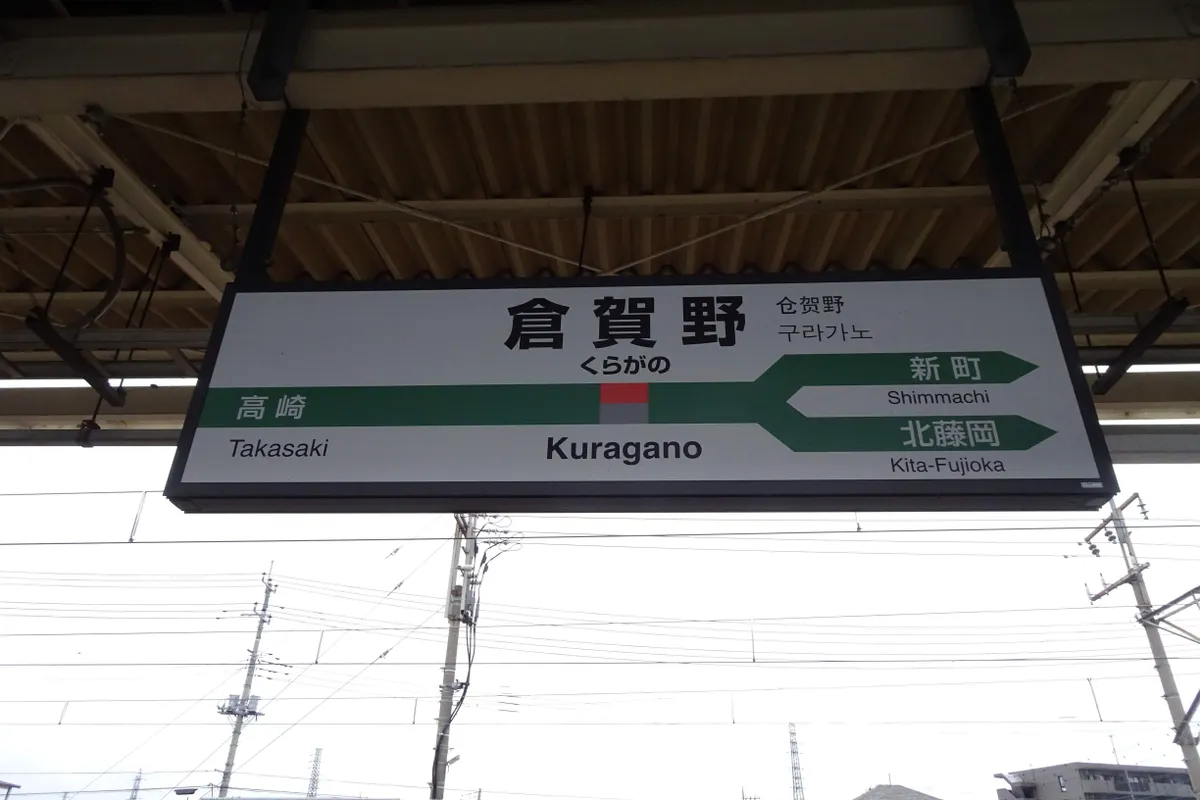 倉賀野
仓贺野
구라가노
くらがの
高崎
Takasaki
Kuragano
新町
Shimmachi
北藤岡
Kita-Fujioka